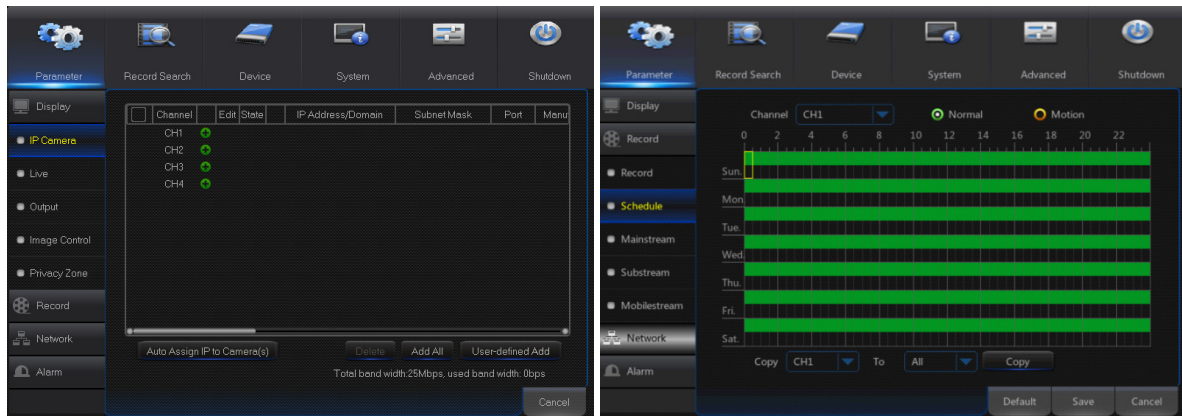 Parameter Record Search Device System Advanced Shutdown
Display
IP Camera
Live
Output
Image Control
Privacy Zone
Record
Network
Alarm
Channel Edit State IP Address/Domain Subnet Mask Port Manu
CH1
CH2
CH3
CH4
Auto Assign IP to Camera(s) Delete Add All User-defined Add
Total band width:25Mbps, used band width: 0bps
Cancel
Parameter Record Search Device System Advanced Shutdown
Display
Record
Record
Schedule
Mainstream
Substream
Mobilestream
Network
Alarm
Channel CH1 Normal Motion
0 2 4 6 8 10 12 14 16 18 20 22
Sun.
Mon.
Tue.
Wed.
Thu.
Fri.
Sat.
Copy CH1 To All Copy
Default Save Cancel